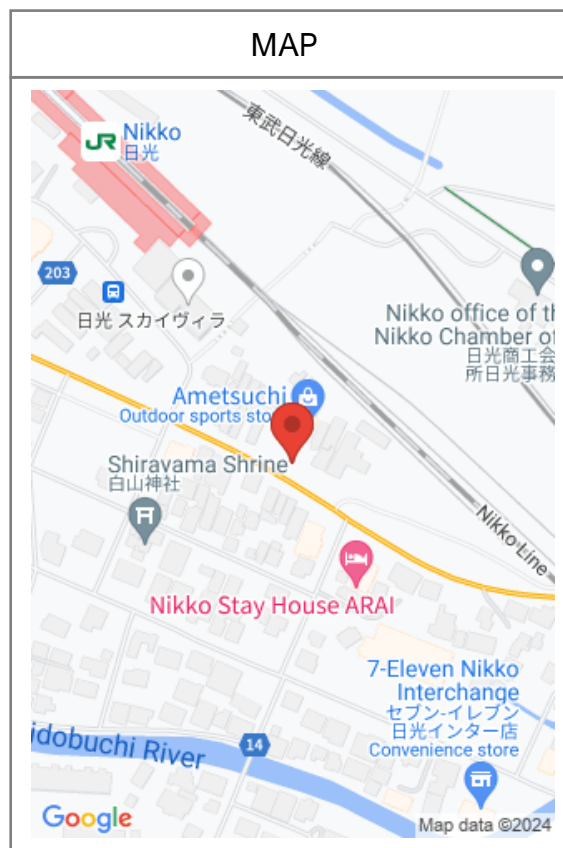 MAP
JR
Nikko
日光
東武日光線
203
日光 スカイヴィラ
Nikko office of th
Nikko Chamber of
日光商工会
所日光事務
Ametsuchi
Outdoor sports sto
Shirayama Shrine
白山神社
Nikko Line
Nikko Stay House ARAI
7-Eleven Nikko
Interchange
セブン-イレブン
日光インター店
Convenience store
idobuchi River
14
Google
Map data ©2024